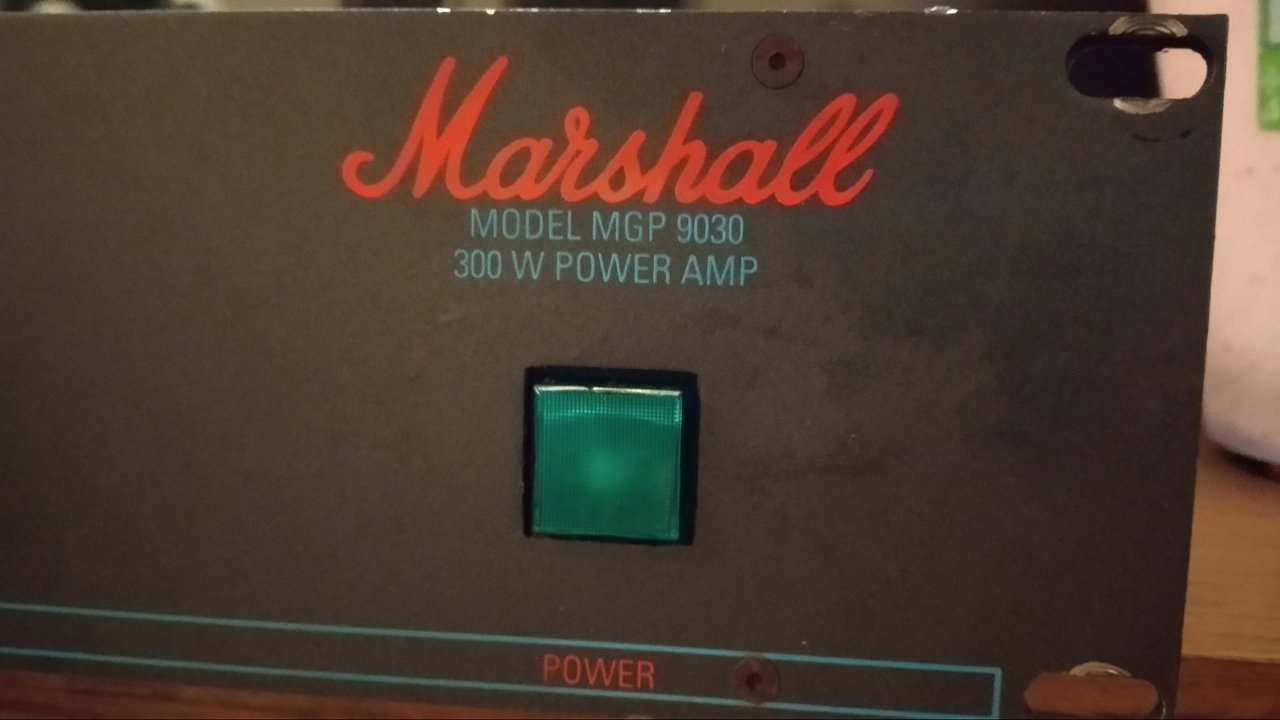 Marshall
MODEL MGP 9030
300 W POWER AMP
POWER